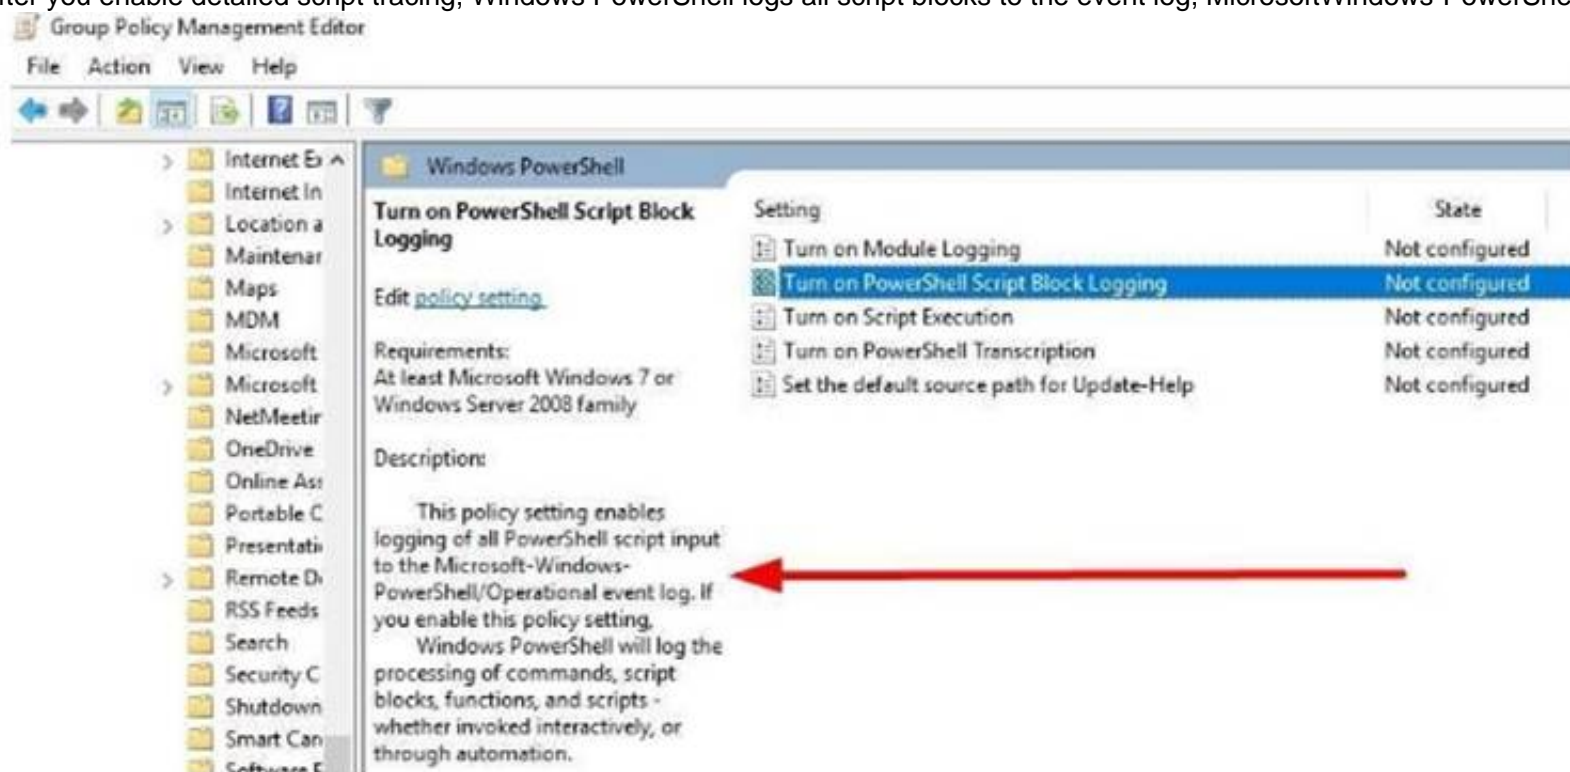 ter you enable detailed script tracing, Windows PowerShell logs all script blocks to the event log, MicrosoftWindows PowerShe
Group Policy Management Editor
File Action View Help
Internet Ex
Internet In
Location a
Maintenar
Maps
MDM
Microsoft
Microsoft
NetMeetir
OneDrive
Online Ass
Portable C
Presentati
Remote D
RSS Feeds
Search
Security C
Shutdown
Smart Car
Software F
Windows PowerShell
Turn on PowerShell Script Block
Logging
Edit policy setting
Requirements:
At least Microsoft Windows 7 or
Windows Server 2008 family
Description:
This policy setting enables
logging of all PowerShell script input
to the Microsoft-Windows-
PowerShell/Operational event log. If
you enable this policy setting,
Windows PowerShell will log the
processing of commands, script
blocks, functions, and scripts -
whether invoked interactively, or
through automation.
Setting State
Turn on Module Logging Not configured
Turn on PowerShell Script Block Logging Not configured
Turn on Script Execution Not configured
Turn on PowerShell Transcription Not configured
Set the default source path for Update-Help Not configured